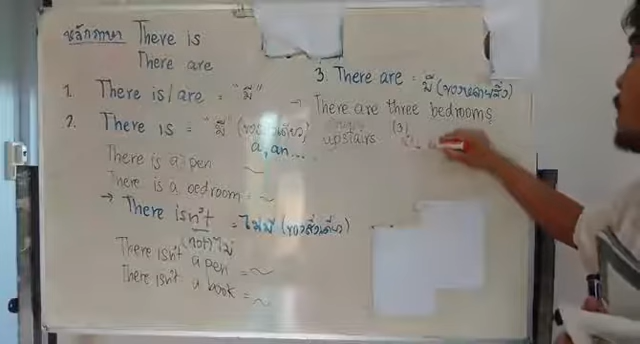 หลักภาษา There is
There are
1. There is/are = "มี"
2. There is = "มี" (ของสิ่งเดียว)
a, an...
There is a pen
There is a bedroom = ~
→ There isn't = ไม่มี (ของสิ่งเดียว)
(not) ไม่
There isn't a pen = ~
There isn't a book = ~
3. There are = มี (ของหลายสิ่ง)
→ There are three bedrooms
upstairs (3)